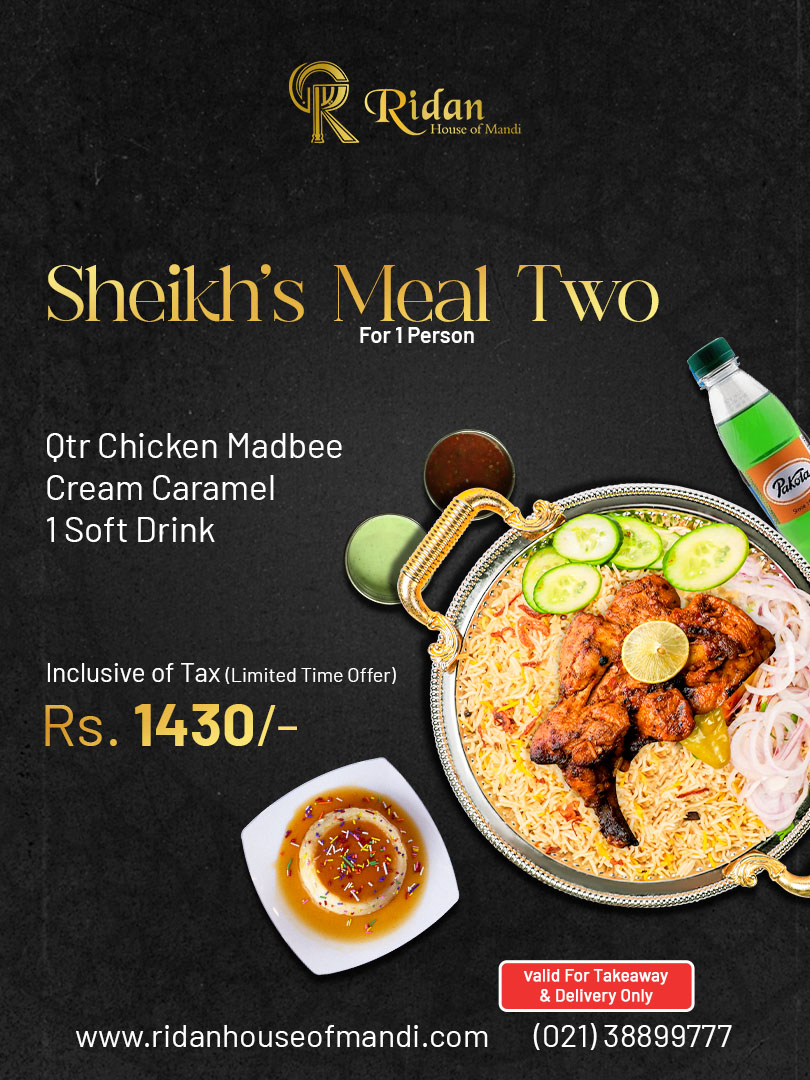 Ridan
House of Mandi
Sheikh's Meal Two
For 1 Person
Qtr Chicken Madbee
Cream Caramel
1 Soft Drink
Pakola
Inclusive of Tax (Limited Time Offer)
Rs. 1430/-
Valid For Takeaway
& Delivery Only
www.ridanhouseofmandi.com (021) 38899777